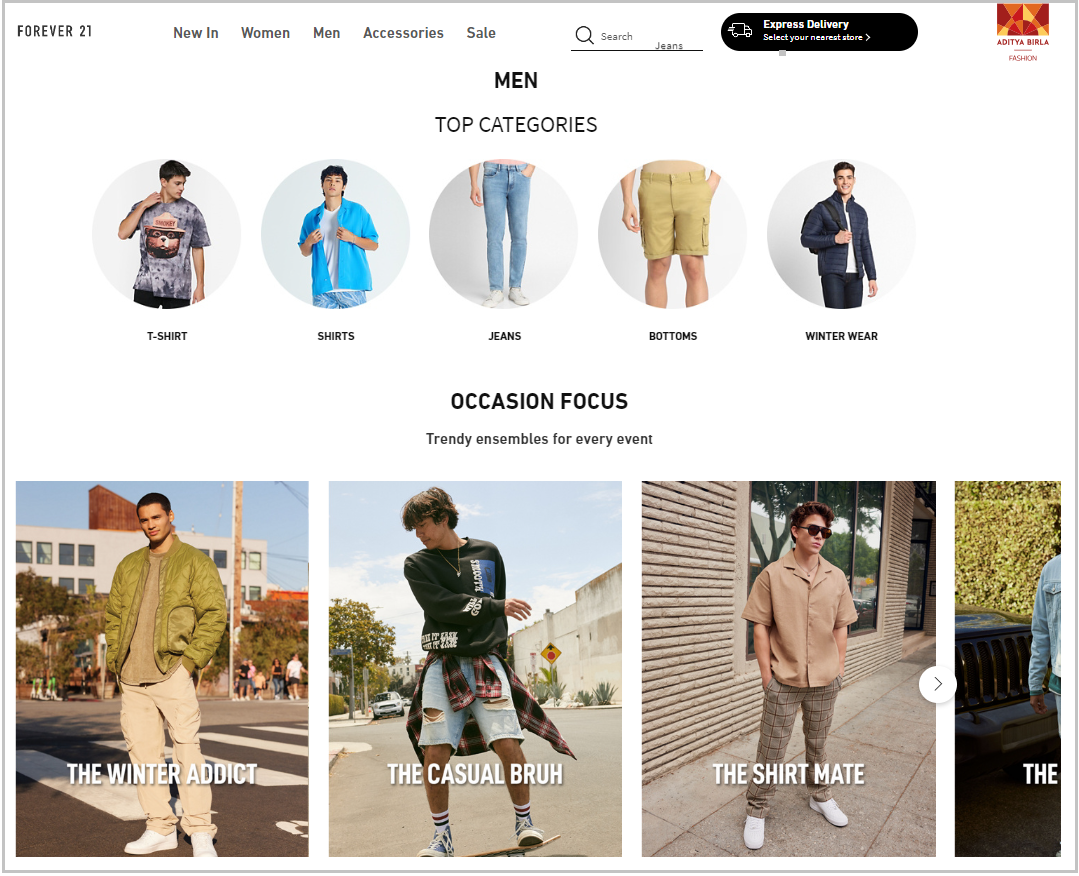 FOREVER 21
New In
Women
Men
Accessories
Sale
Search
Jeans
Express Delivery
Select your nearest store >
ADITYA BIRLA
FASHION
MEN
TOP CATEGORIES
SMOKEY
T-SHIRT
SHIRTS
JEANS
BOTTOMS
WINTER WEAR
OCCASION FOCUS
Trendy ensembles for every event
THE WINTER ADDICT
THE CASUAL BRUH
THE SHIRT MATE
THE